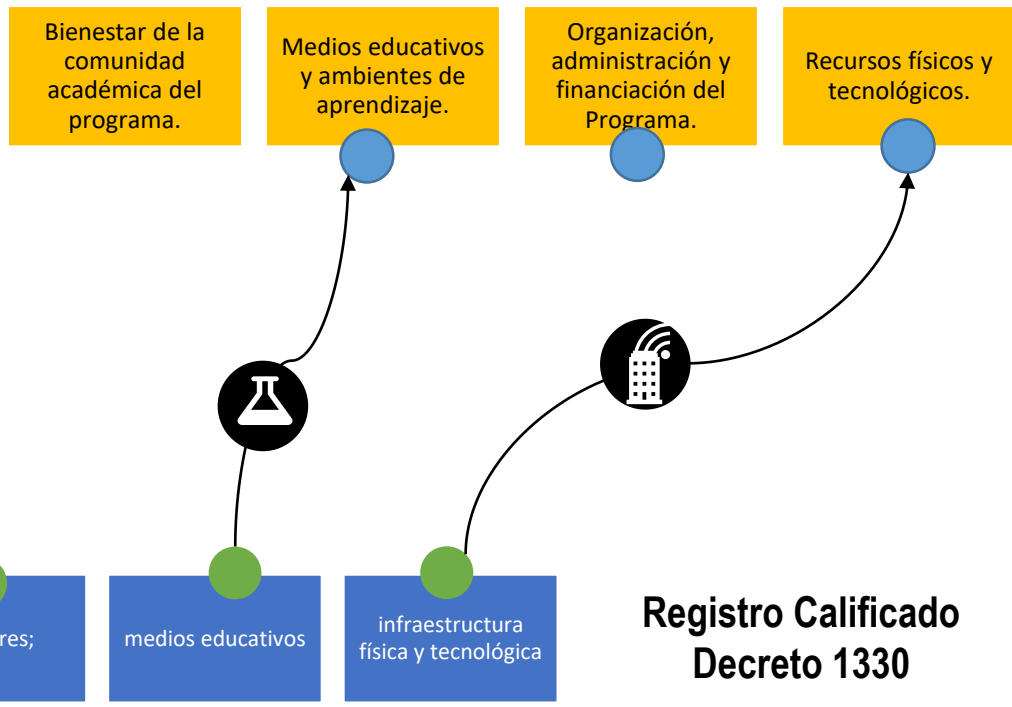 Bienestar de la
comunidad
académica del
programa.
Medios educativos
y ambientes de
aprendizaje.
Organización,
administración y
financiación del
Programa.
Recursos físicos y
tecnológicos.
res;
medios educativos
infraestructura
física y tecnológica
Registro Calificado
Decreto 1330